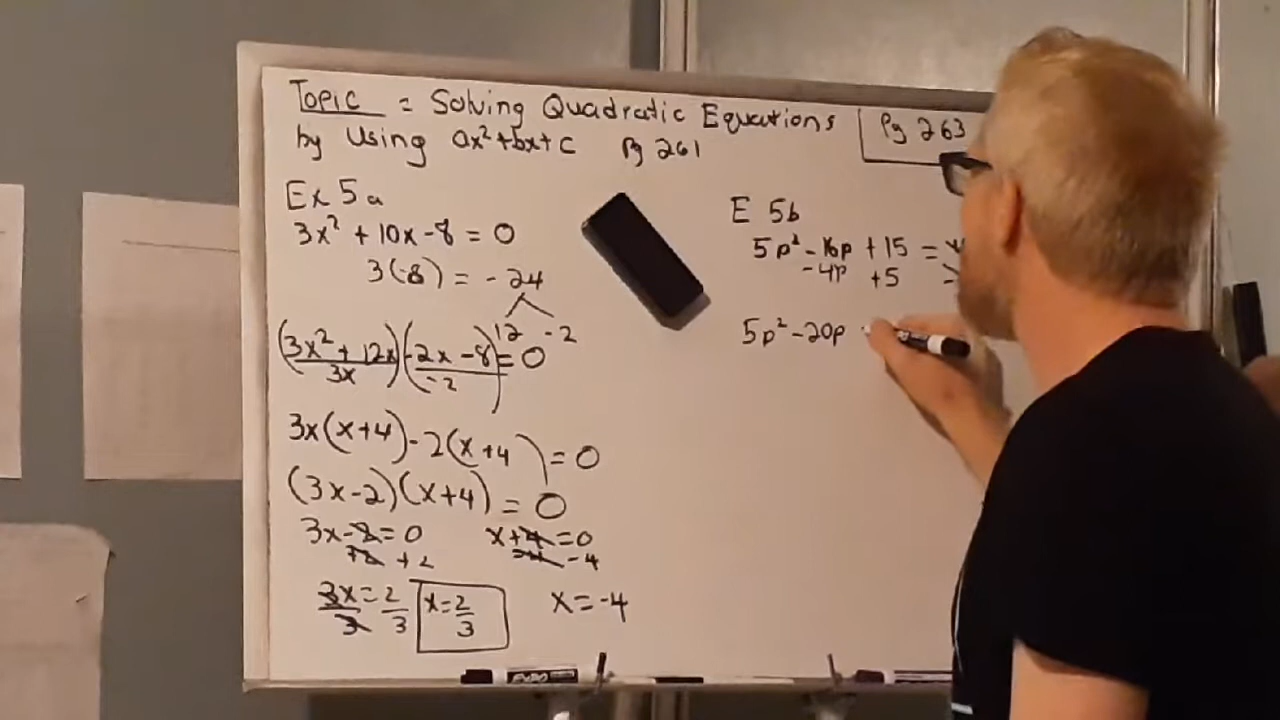 Topic = Solving Quadratic Equations
by Using ax²+bx+c Pg 261
Pg 263
Ex 5a
3x² + 10x - 8 = 0
3(-8) = -24
12 -2
(3x² + 12x)(-2x - 8) = 0
3x -2
3x(x+4) - 2(x+4) = 0
(3x-2)(x+4) = 0
3x-2 = 0 x+4 = 0
+2 +2 -4 -4
3x = 2 x = 2 x = -4
3 3 3
E 5b
5p² - 16p + 15 =
-4p +5
5p² - 20p
EXPO